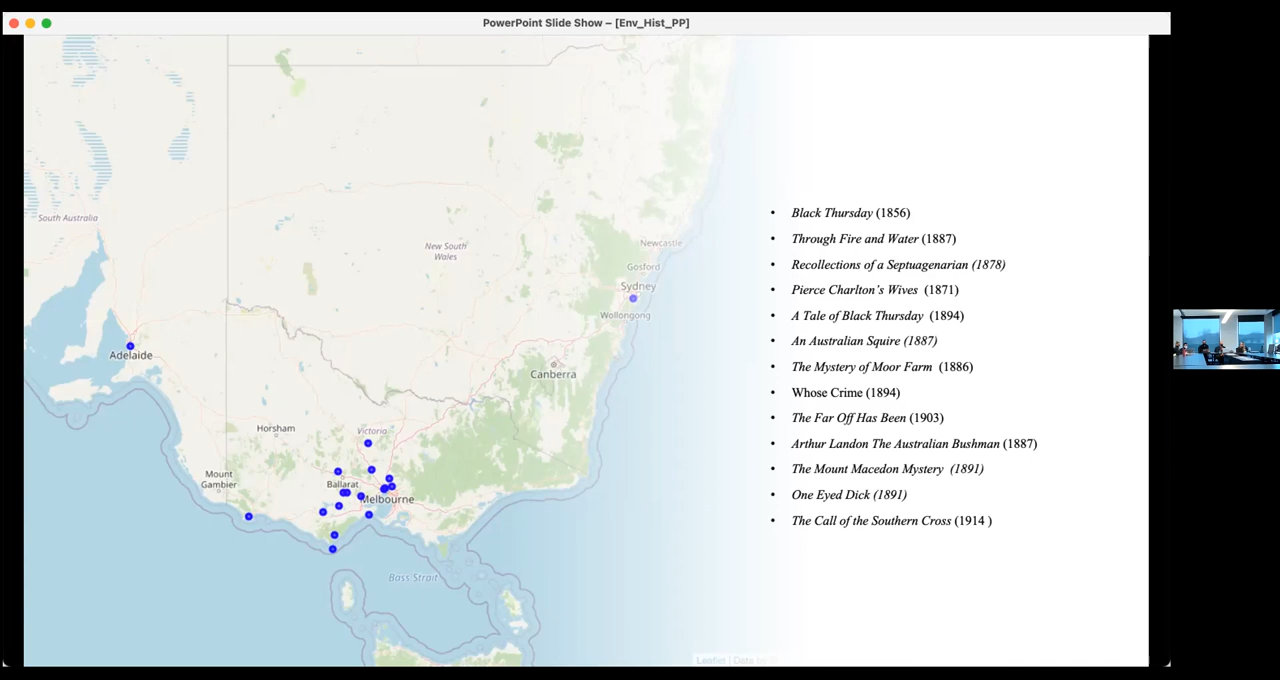 PowerPoint Slide Show – [Env_Hist_PP]
South Australia
New South
Wales
Newcastle
Gosford
Sydney
Wollongong
Adelaide
Canberra
Horsham
Victoria
Mount
Gambier
Ballarat
Melbourne
Bass Strait
• Black Thursday (1856)
• Through Fire and Water (1887)
• Recollections of a Septuagenarian (1878)
• Pierce Charlton's Wives (1871)
• A Tale of Black Thursday (1894)
• An Australian Squire (1887)
• The Mystery of Moor Farm (1886)
• Whose Crime (1894)
• The Far Off Has Been (1903)
• Arthur Landon The Australian Bushman (1887)
• The Mount Macedon Mystery (1891)
• One Eyed Dick (1891)
• The Call of the Southern Cross (1914 )
Leaflet | Data by